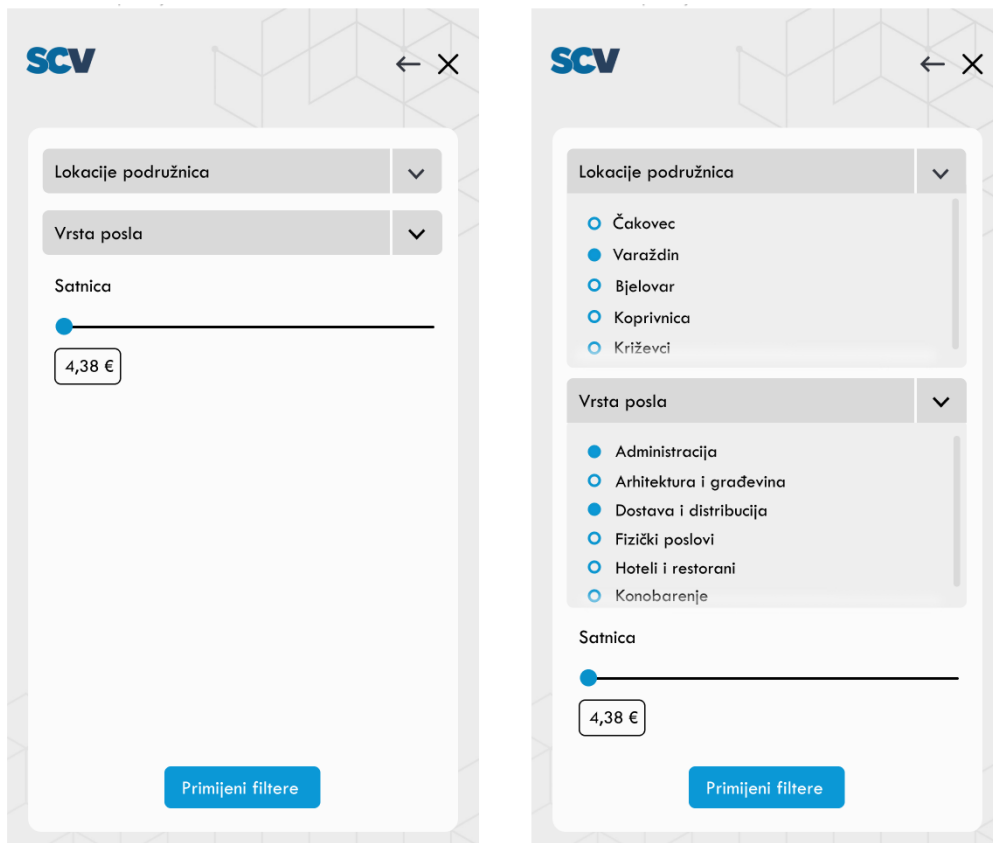 SCV
Lokacije podružnica
Vrsta posla
Satnica
4,38 €
Primijeni filtere
SCV
Lokacije podružnica
Čakovec
Varaždin
Bjelovar
Koprivnica
Križevci
Vrsta posla
Administracija
Arhitektura i građevina
Dostava i distribucija
Fizički poslovi
Hoteli i restorani
Konobarenje
Satnica
4,38 €
Primijeni filtere